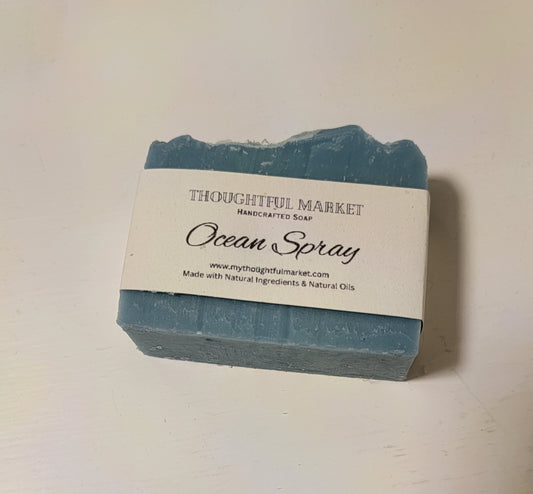 THOUGHTFUL MARKET
HANDCRAFTED SOAP
Ocean Spray
www.mythoughtfulmarket.com
Made with Natural Ingredients & Natural Oils